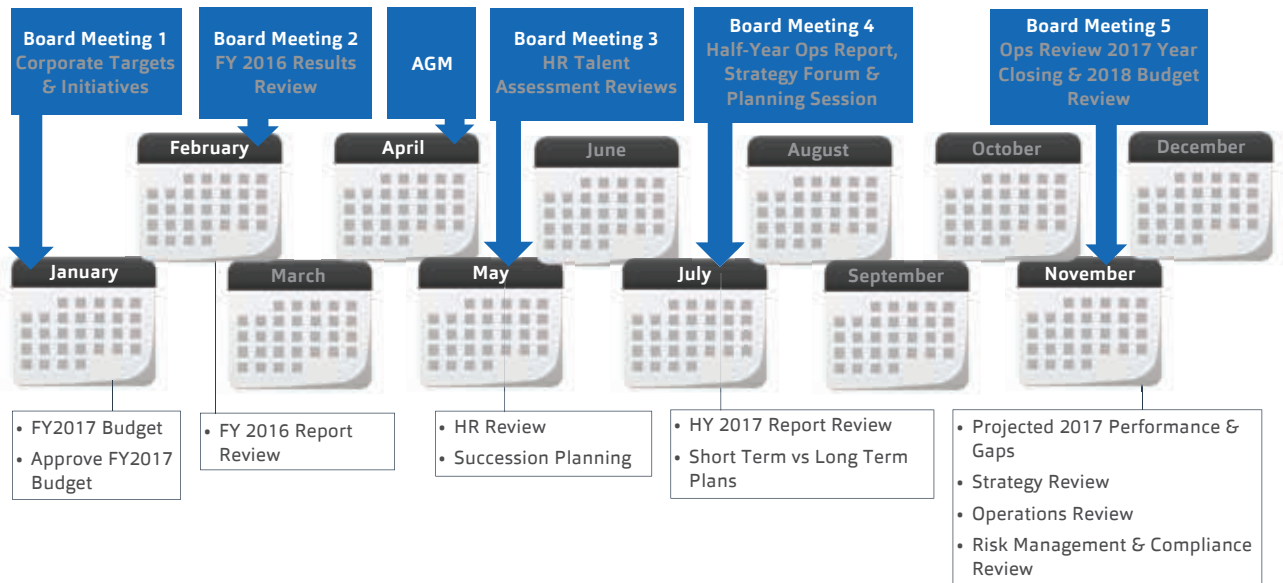 Board Meeting 1
Corporate Targets
& Initiatives
Board Meeting 2
FY 2016 Results
Review
AGM
Board Meeting 3
HR Talent
Assessment Reviews
Board Meeting 4
Half-Year Ops Report,
Strategy Forum &
Planning Session
Board Meeting 5
Ops Review 2017 Year
Closing & 2018 Budget
Review
February
April
June
August
October
December
January
March
May
July
September
November
• FY2017 Budget
• Approve FY2017
Budget
• FY 2016 Report
Review
• HR Review
• Succession Planning
• HY 2017 Report Review
• Short Term vs Long Term
Plans
• Projected 2017 Performance &
Gaps
• Strategy Review
• Operations Review
• Risk Management & Compliance
Review